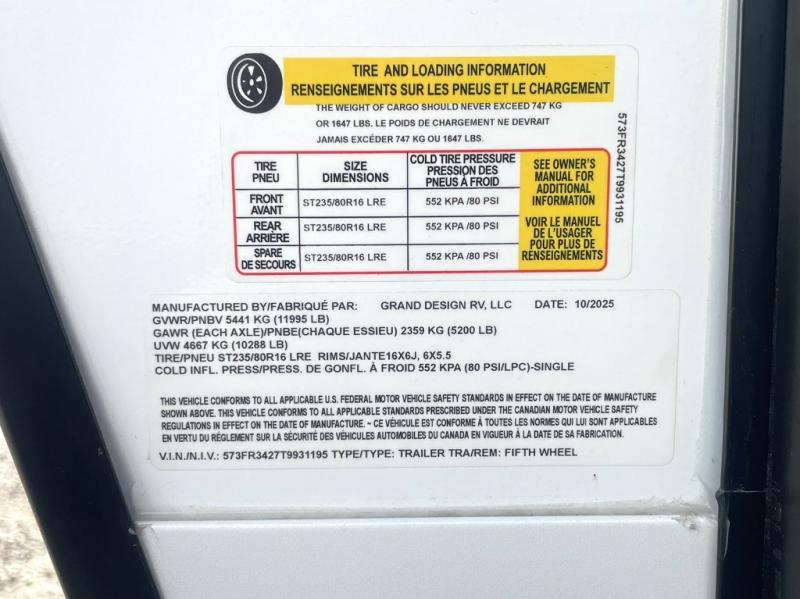 TIRE AND LOADING INFORMATION
RENSEIGNEMENTS SUR LES PNEUS ET LE CHARGEMENT
THE WEIGHT OF CARGO SHOULD NEVER EXCEED 747 KG
OR 1647 LBS. LE POIDS DE CHARGEMENT NE DEVRAIT
JAMAIS EXCÉDER 747 KG OU 1647 LBS.
TIRE
PNEU
SIZE
DIMENSIONS
COLD TIRE PRESSURE
PRESSION DES
PNEUS À FROID
FRONT
AVANT
ST235/80R16 LRE
552 KPA /80 PSI
REAR
ARRIÈRE
ST235/80R16 LRE
552 KPA /80 PSI
SPARE
DE SECOURS
ST235/80R16 LRE
552 KPA /80 PSI
SEE OWNER'S
MANUAL FOR
ADDITIONAL
INFORMATION
VOIR LE MANUEL
DE L'USAGER
POUR PLUS DE
RENSEIGNEMENTS
573FR3427T9931195
MANUFACTURED BY/FABRIQUÉ PAR: GRAND DESIGN RV, LLC DATE: 10/2025
GVWR/PNBV 5441 KG (11995 LB)
GAWR (EACH AXLE)/PNBE(CHAQUE ESSIEU) 2359 KG (5200 LB)
UVW 4667 KG (10288 LB)
TIRE/PNEU ST235/80R16 LRE RIMS/JANTE16X6J, 6X5.5
COLD INFL. PRESS/PRESS. DE GONFL. À FROID 552 KPA (80 PSI/LPC)-SINGLE
THIS VEHICLE CONFORMS TO ALL APPLICABLE U.S. FEDERAL MOTOR VEHICLE SAFETY STANDARDS IN EFFECT ON THE DATE OF MANUFACTURE
SHOWN ABOVE. THIS VEHICLE CONFORMS TO ALL APPLICABLE STANDARDS PRESCRIBED UNDER THE CANADIAN MOTOR VEHICLE SAFETY
REGULATIONS IN EFFECT ON THE DATE OF MANUFACTURE. ~ CE VÉHICULE EST CONFORME À TOUTES LES NORMES QUI LUI SONT APPLICABLES
EN VERTU DU RÉGLEMENT SUR LA SÉCURITÉ DES VÉHICULES AUTOMOBILES DU CANADA EN VIGUEUR À LA DATE DE SA FABRICATION.
V.I.N./N.I.V.: 573FR3427T9931195 TYPE/TYPE: TRAILER TRA/REM: FIFTH WHEEL